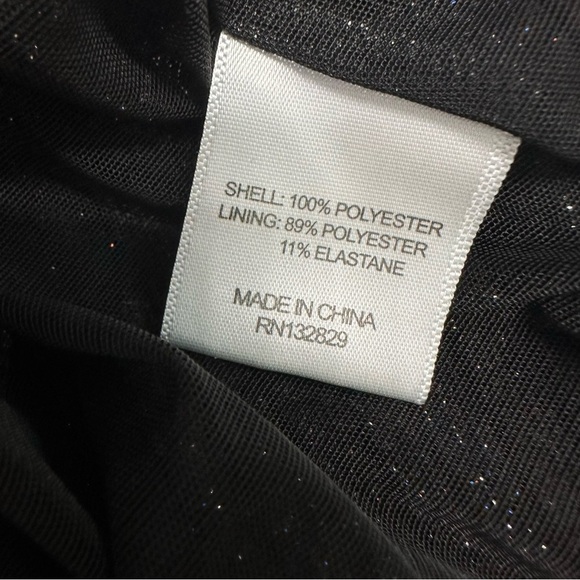 SHELL: 100% POLYESTER
LINING: 89% POLYESTER
11% ELASTANE
MADE IN CHINA
RN132829